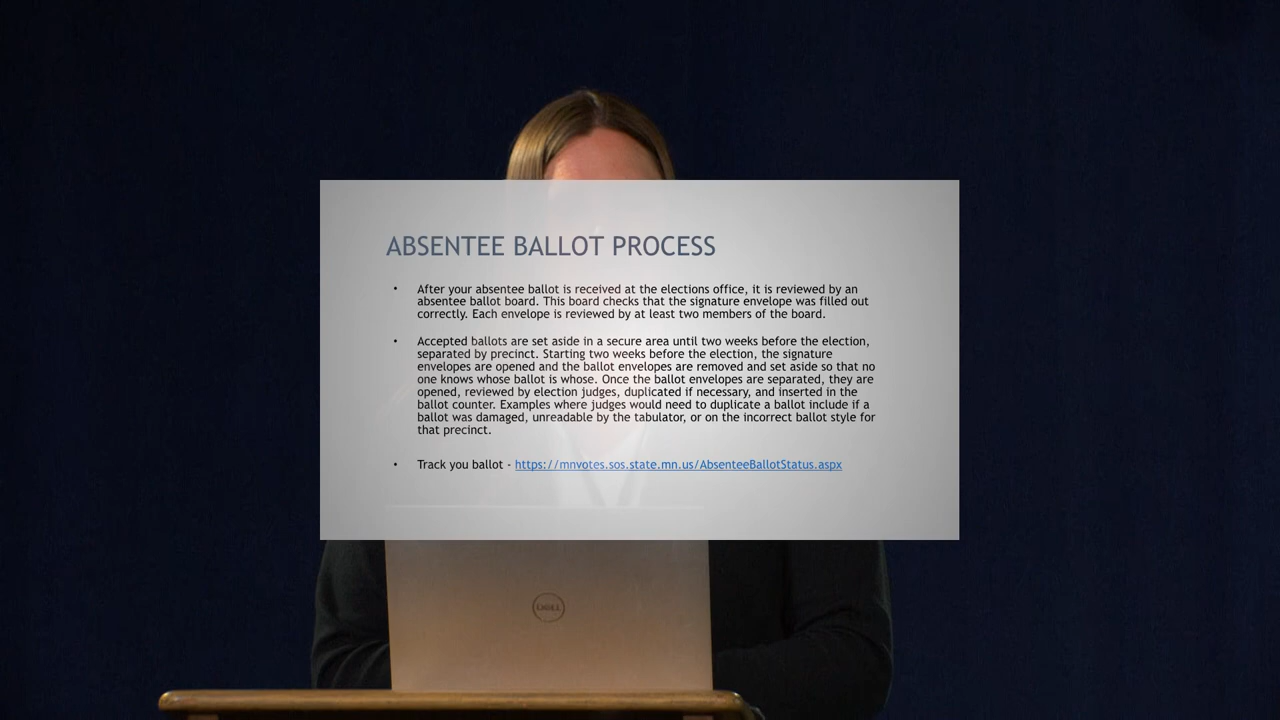 ABSENTEE BALLOT PROCESS
• After your absentee ballot is received at the elections office, it is reviewed by an
absentee ballot board. This board checks that the signature envelope was filled out
correctly. Each envelope is reviewed by at least two members of the board.
• Accepted ballots are set aside in a secure area until two weeks before the election,
separated by precinct. Starting two weeks before the election, the signature
envelopes are opened and the ballot envelopes are removed and set aside so that no
one knows whose ballot is whose. Once the ballot envelopes are separated, they are
opened, reviewed by election judges, duplicated if necessary, and inserted in the
ballot counter. Examples where judges would need to duplicate a ballot include if a
ballot was damaged, unreadable by the tabulator, or on the incorrect ballot style for
that precinct.
• Track you ballot - https://mnvotes.sos.state.mn.us/AbsenteeBallotStatus.aspx
DELL